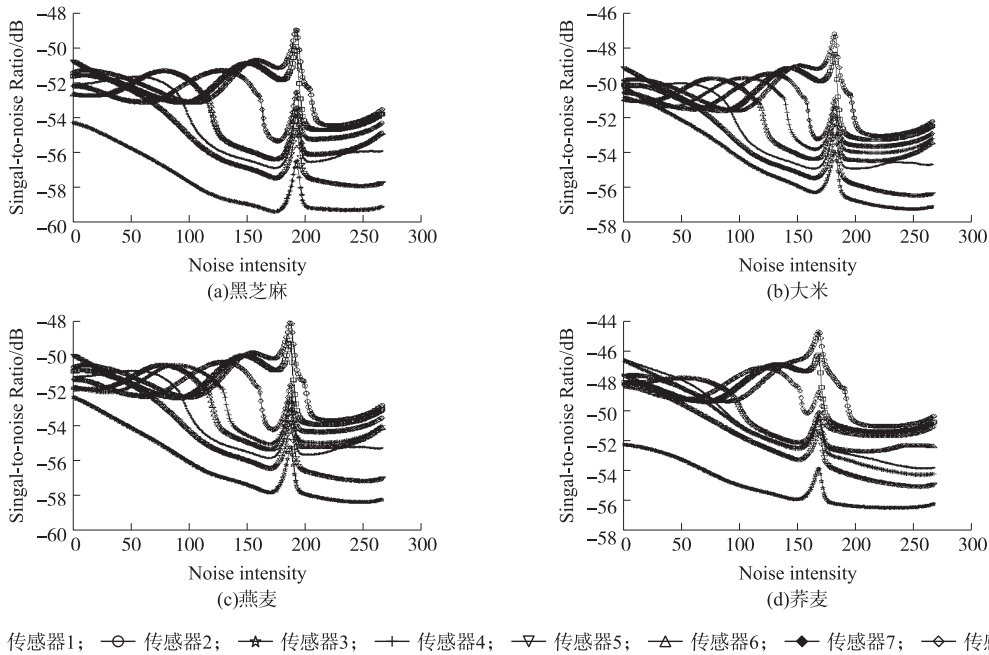 Singal-to-noise Ratio/dB
−48
−50
−52
−54
−56
−58
−60
0 50 100 150 200 250 300
Noise intensity
(a)黑芝麻
Singal-to-noise Ratio/dB
−46
−48
−50
−52
−54
−56
−58
0 50 100 150 200 250 300
Noise intensity
(b)大米
Singal-to-noise Ratio/dB
−48
−50
−52
−54
−56
−58
−60
0 50 100 150 200 250 300
Noise intensity
(c)燕麦
Singal-to-noise Ratio/dB
−44
−46
−48
−50
−52
−54
−56
−58
0 50 100 150 200 250 300
Noise intensity
(d)荞麦
传感器1; 传感器2; 传感器3; 传感器4; 传感器5; 传感器6; 传感器7; 传